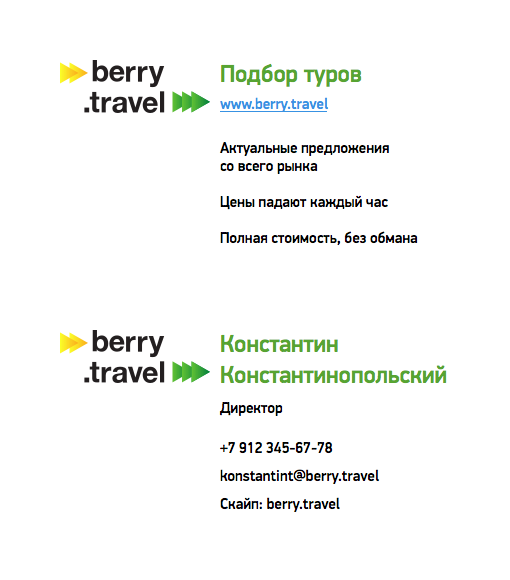 berry
.travel
Подбор туров
www.berry.travel
Актуальные предложения
со всего рынка
Цены падают каждый час
Полная стоимость, без обмана
berry
.travel
Константин
Константинопольский
Директор
+7 912 345-67-78
konstantint@berry.travel
Скайп: berry.travel